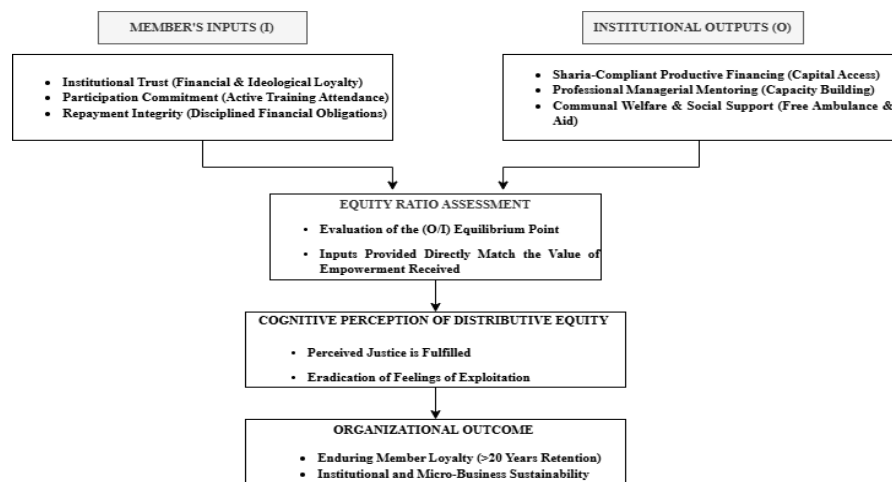 MEMBER'S INPUTS (I)
• Institutional Trust (Financial & Ideological Loyalty)
• Participation Commitment (Active Training Attendance)
• Repayment Integrity (Disciplined Financial Obligations)
INSTITUTIONAL OUTPUTS (O)
• Sharia-Compliant Productive Financing (Capital Access)
• Professional Managerial Mentoring (Capacity Building)
• Communal Welfare & Social Support (Free Ambulance &
Aid)
EQUITY RATIO ASSESSMENT
• Evaluation of the (O/I) Equilibrium Point
• Inputs Provided Directly Match the Value of
Empowerment Received
COGNITIVE PERCEPTION OF DISTRIBUTIVE EQUITY
• Perceived Justice is Fulfilled
• Eradication of Feelings of Exploitation
ORGANIZATIONAL OUTCOME
• Enduring Member Loyalty (>20 Years Retention)
• Institutional and Micro-Business Sustainability